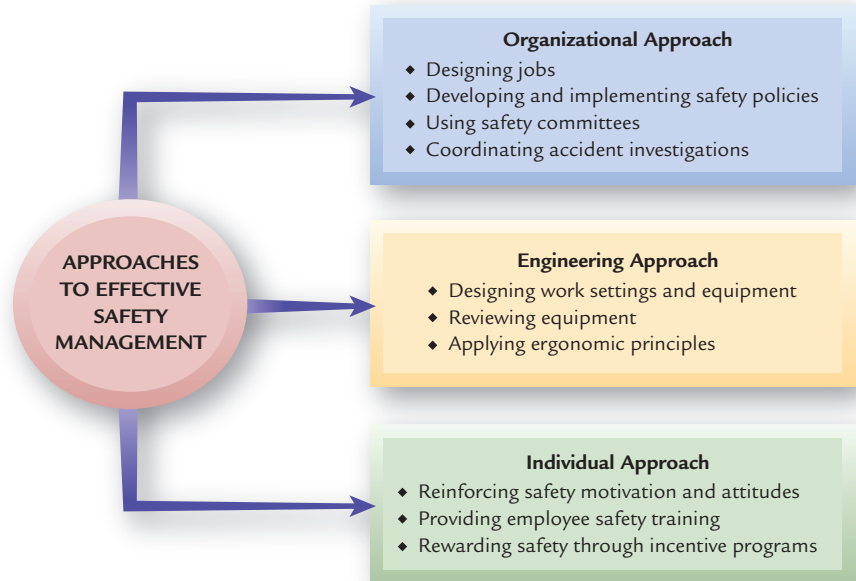 APPROACHES
TO EFFECTIVE
SAFETY
MANAGEMENT
Organizational Approach
◆ Designing jobs
◆ Developing and implementing safety policies
◆ Using safety committees
◆ Coordinating accident investigations
Engineering Approach
◆ Designing work settings and equipment
◆ Reviewing equipment
◆ Applying ergonomic principles
Individual Approach
◆ Reinforcing safety motivation and attitudes
◆ Providing employee safety training
◆ Rewarding safety through incentive programs